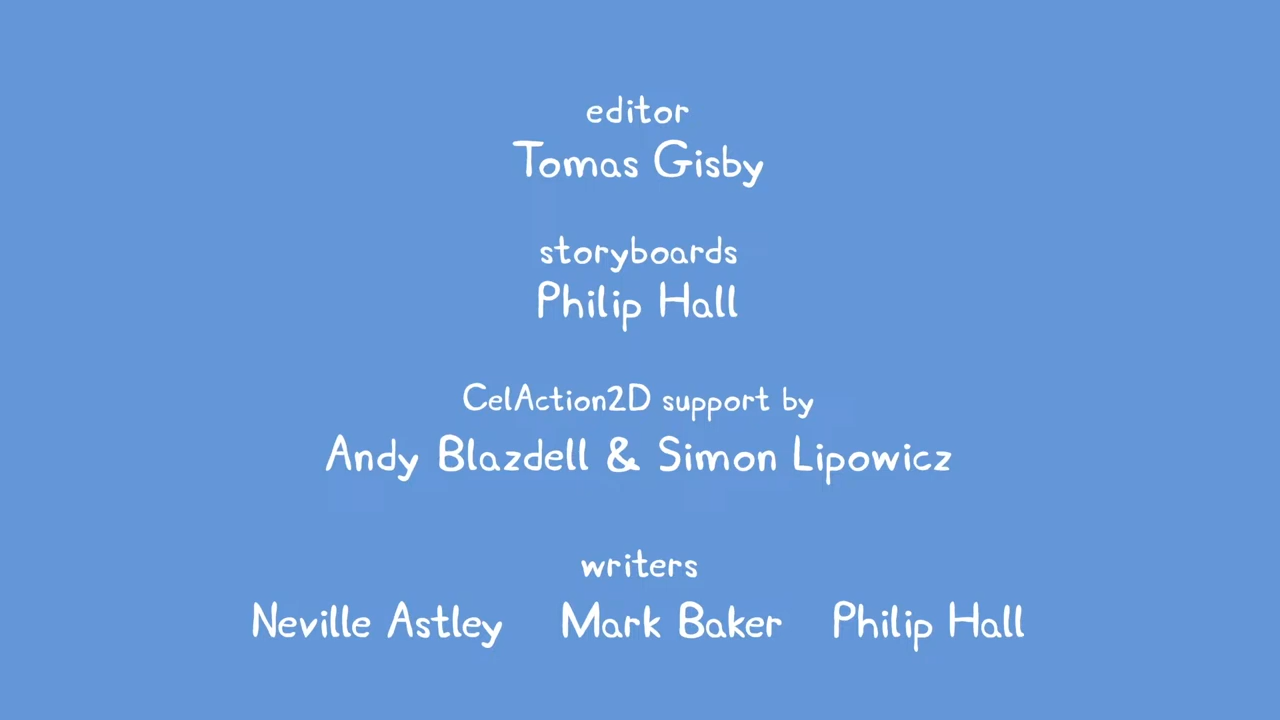 editor
Tomas Gisby
storyboards
Philip Hall
CelAction2D support by
Andy Blazdell & Simon Lipowicz
writers
Neville Astley Mark Baker Philip Hall